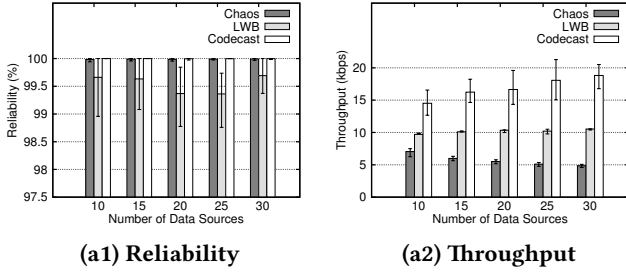 Chaos
LWB
Codecast
Reliability (%)
100
99.5
99
98.5
98
97.5
10 15 20 25 30
Number of Data Sources
(a1) Reliability
Chaos
LWB
Codecast
Throughput (kbps)
20
15
10
5
0
10 15 20 25 30
Number of Data Sources
(a2) Throughput